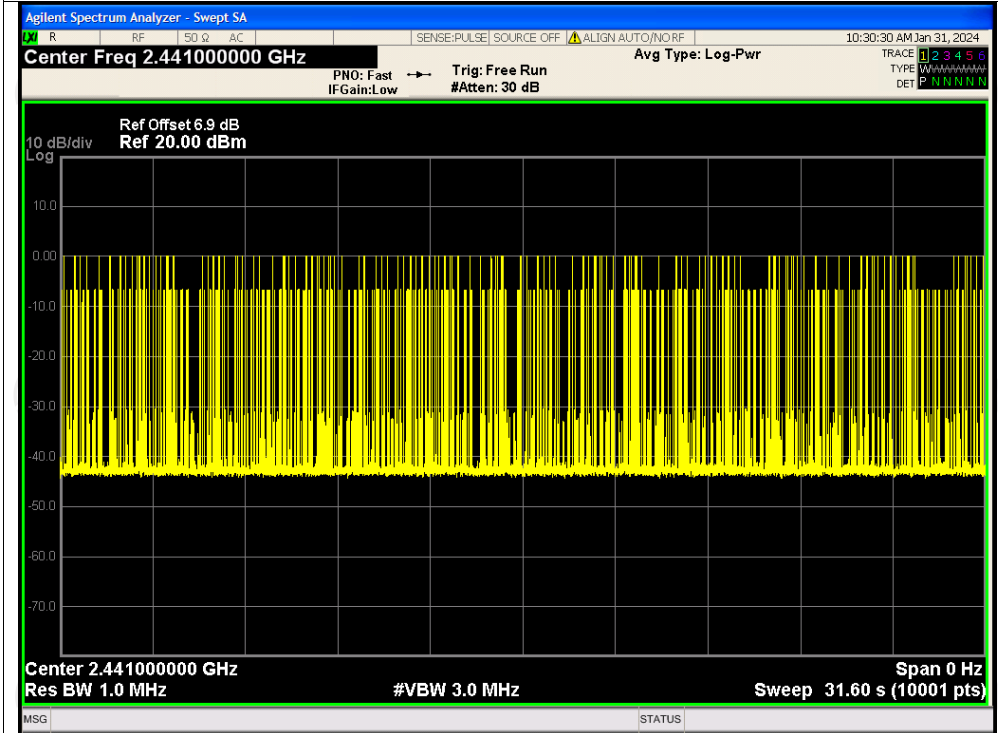 Agilent Spectrum Analyzer - Swept SA
LXI R RF 50 Ω AC SENSE:PULSE SOURCE OFF ALIGN AUTO/NO RF 10:30:30 AM Jan 31, 2024
Center Freq 2.441000000 GHz Avg Type: Log-Pwr TRACE 1 2 3 4 5 6
PNO: Fast Trig: Free Run TYPE WWWWWW
IFGain:Low #Atten: 30 dB DET P N N N N N
Ref Offset 6.9 dB
10 dB/div Ref 20.00 dBm
Log
10.0
0.00
-10.0
-20.0
-30.0
-40.0
-50.0
-60.0
-70.0
Center 2.441000000 GHz Span 0 Hz
Res BW 1.0 MHz #VBW 3.0 MHz Sweep 31.60 s (10001 pts)
MSG STATUS